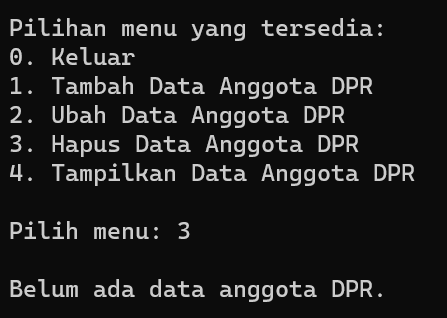 Pilihan menu yang tersedia:
0. Keluar
1. Tambah Data Anggota DPR
2. Ubah Data Anggota DPR
3. Hapus Data Anggota DPR
4. Tampilkan Data Anggota DPR
Pilih menu: 3
Belum ada data anggota DPR.